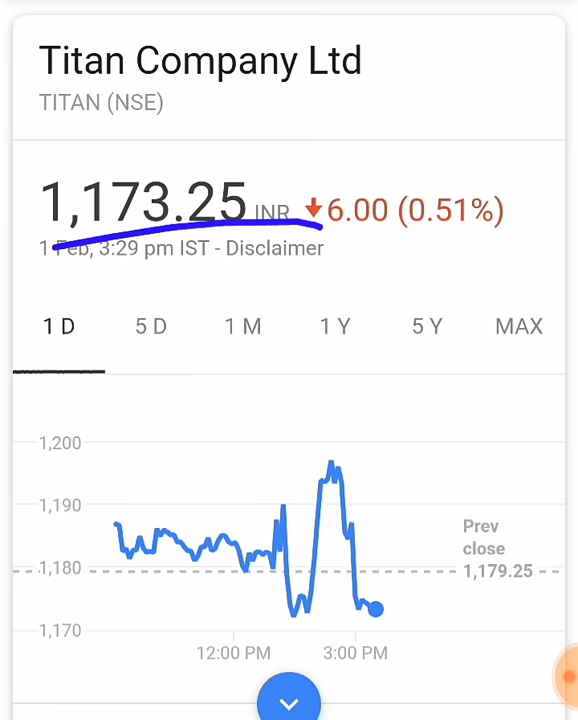 Titan Company Ltd
TITAN (NSE)
1,173.25 INR ↓6.00 (0.51%)
1 Feb, 3:29 pm IST - Disclaimer
1 D 5 D 1 M 1 Y 5 Y MAX
1,200
1,190
Prev
close
1,180
1,179.25
1,170
12:00 PM 3:00 PM